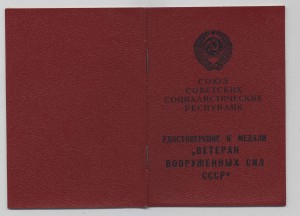 СОЮЗ
СОВЕТСКИХ
СОЦИАЛИСТИЧЕСКИХ
РЕСПУБЛИК
УДОСТОВЕРЕНИЕ К МЕДАЛИ
„ВЕТЕРАН
ВООРУЖЕННЫХ СИЛ
СССР“